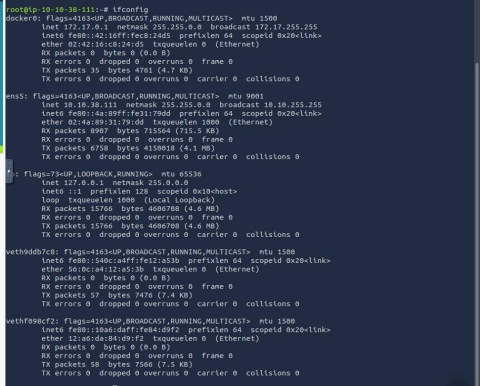 root@ip-10-10-38-111:~# ifconfig
docker0: flags=4163<UP,BROADCAST,RUNNING,MULTICAST> mtu 1500
inet 172.17.0.1 netmask 255.255.0.0 broadcast 172.17.255.255
inet6 fe80::42:16ff:fec8:24d5 prefixlen 64 scopeid 0x20<link>
ether 02:42:16:c8:24:d5 txqueuelen 0 (Ethernet)
RX packets 0 bytes 0 (0.0 B)
RX errors 0 dropped 0 overruns 0 frame 0
TX packets 35 bytes 4761 (4.7 KB)
TX errors 0 dropped 0 overruns 0 carrier 0 collisions 0
ens5: flags=4163<UP,BROADCAST,RUNNING,MULTICAST> mtu 9001
inet 10.10.38.111 netmask 255.255.0.0 broadcast 10.10.255.255
inet6 fe80::4a:89ff:fe31:79dd prefixlen 64 scopeid 0x20<link>
ether 02:4a:89:31:79:dd txqueuelen 1000 (Ethernet)
RX packets 8907 bytes 715564 (715.5 KB)
RX errors 0 dropped 0 overruns 0 frame 0
TX packets 6758 bytes 4150018 (4.1 MB)
TX errors 0 dropped 0 overruns 0 carrier 0 collisions 0
flags=73<UP,LOOPBACK,RUNNING> mtu 65536
inet 127.0.0.1 netmask 255.0.0.0
inet6 ::1 prefixlen 128 scopeid 0x10<host>
loop txqueuelen 1000 (Local Loopback)
RX packets 15766 bytes 4606708 (4.6 MB)
RX errors 0 dropped 0 overruns 0 frame 0
TX packets 15766 bytes 4606708 (4.6 MB)
TX errors 0 dropped 0 overruns 0 carrier 0 collisions 0
veth9ddb7c8: flags=4163<UP,BROADCAST,RUNNING,MULTICAST> mtu 1500
inet6 fe80::540c:a4ff:fe12:a53b prefixlen 64 scopeid 0x20<link>
ether 56:0c:a4:12:a5:3b txqueuelen 0 (Ethernet)
RX packets 0 bytes 0 (0.0 B)
RX errors 0 dropped 0 overruns 0 frame 0
TX packets 57 bytes 7476 (7.4 KB)
TX errors 0 dropped 0 overruns 0 carrier 0 collisions 0
vethf098cf2: flags=4163<UP,BROADCAST,RUNNING,MULTICAST> mtu 1500
inet6 fe80::10a6:daff:fe84:d9f2 prefixlen 64 scopeid 0x20<link>
ether 12:a6:da:84:d9:f2 txqueuelen 0 (Ethernet)
RX packets 0 bytes 0 (0.0 B)
RX errors 0 dropped 0 overruns 0 frame 0
TX packets 58 bytes 7566 (7.5 KB)
TX errors 0 dropped 0 overruns 0 carrier 0 collisions 0